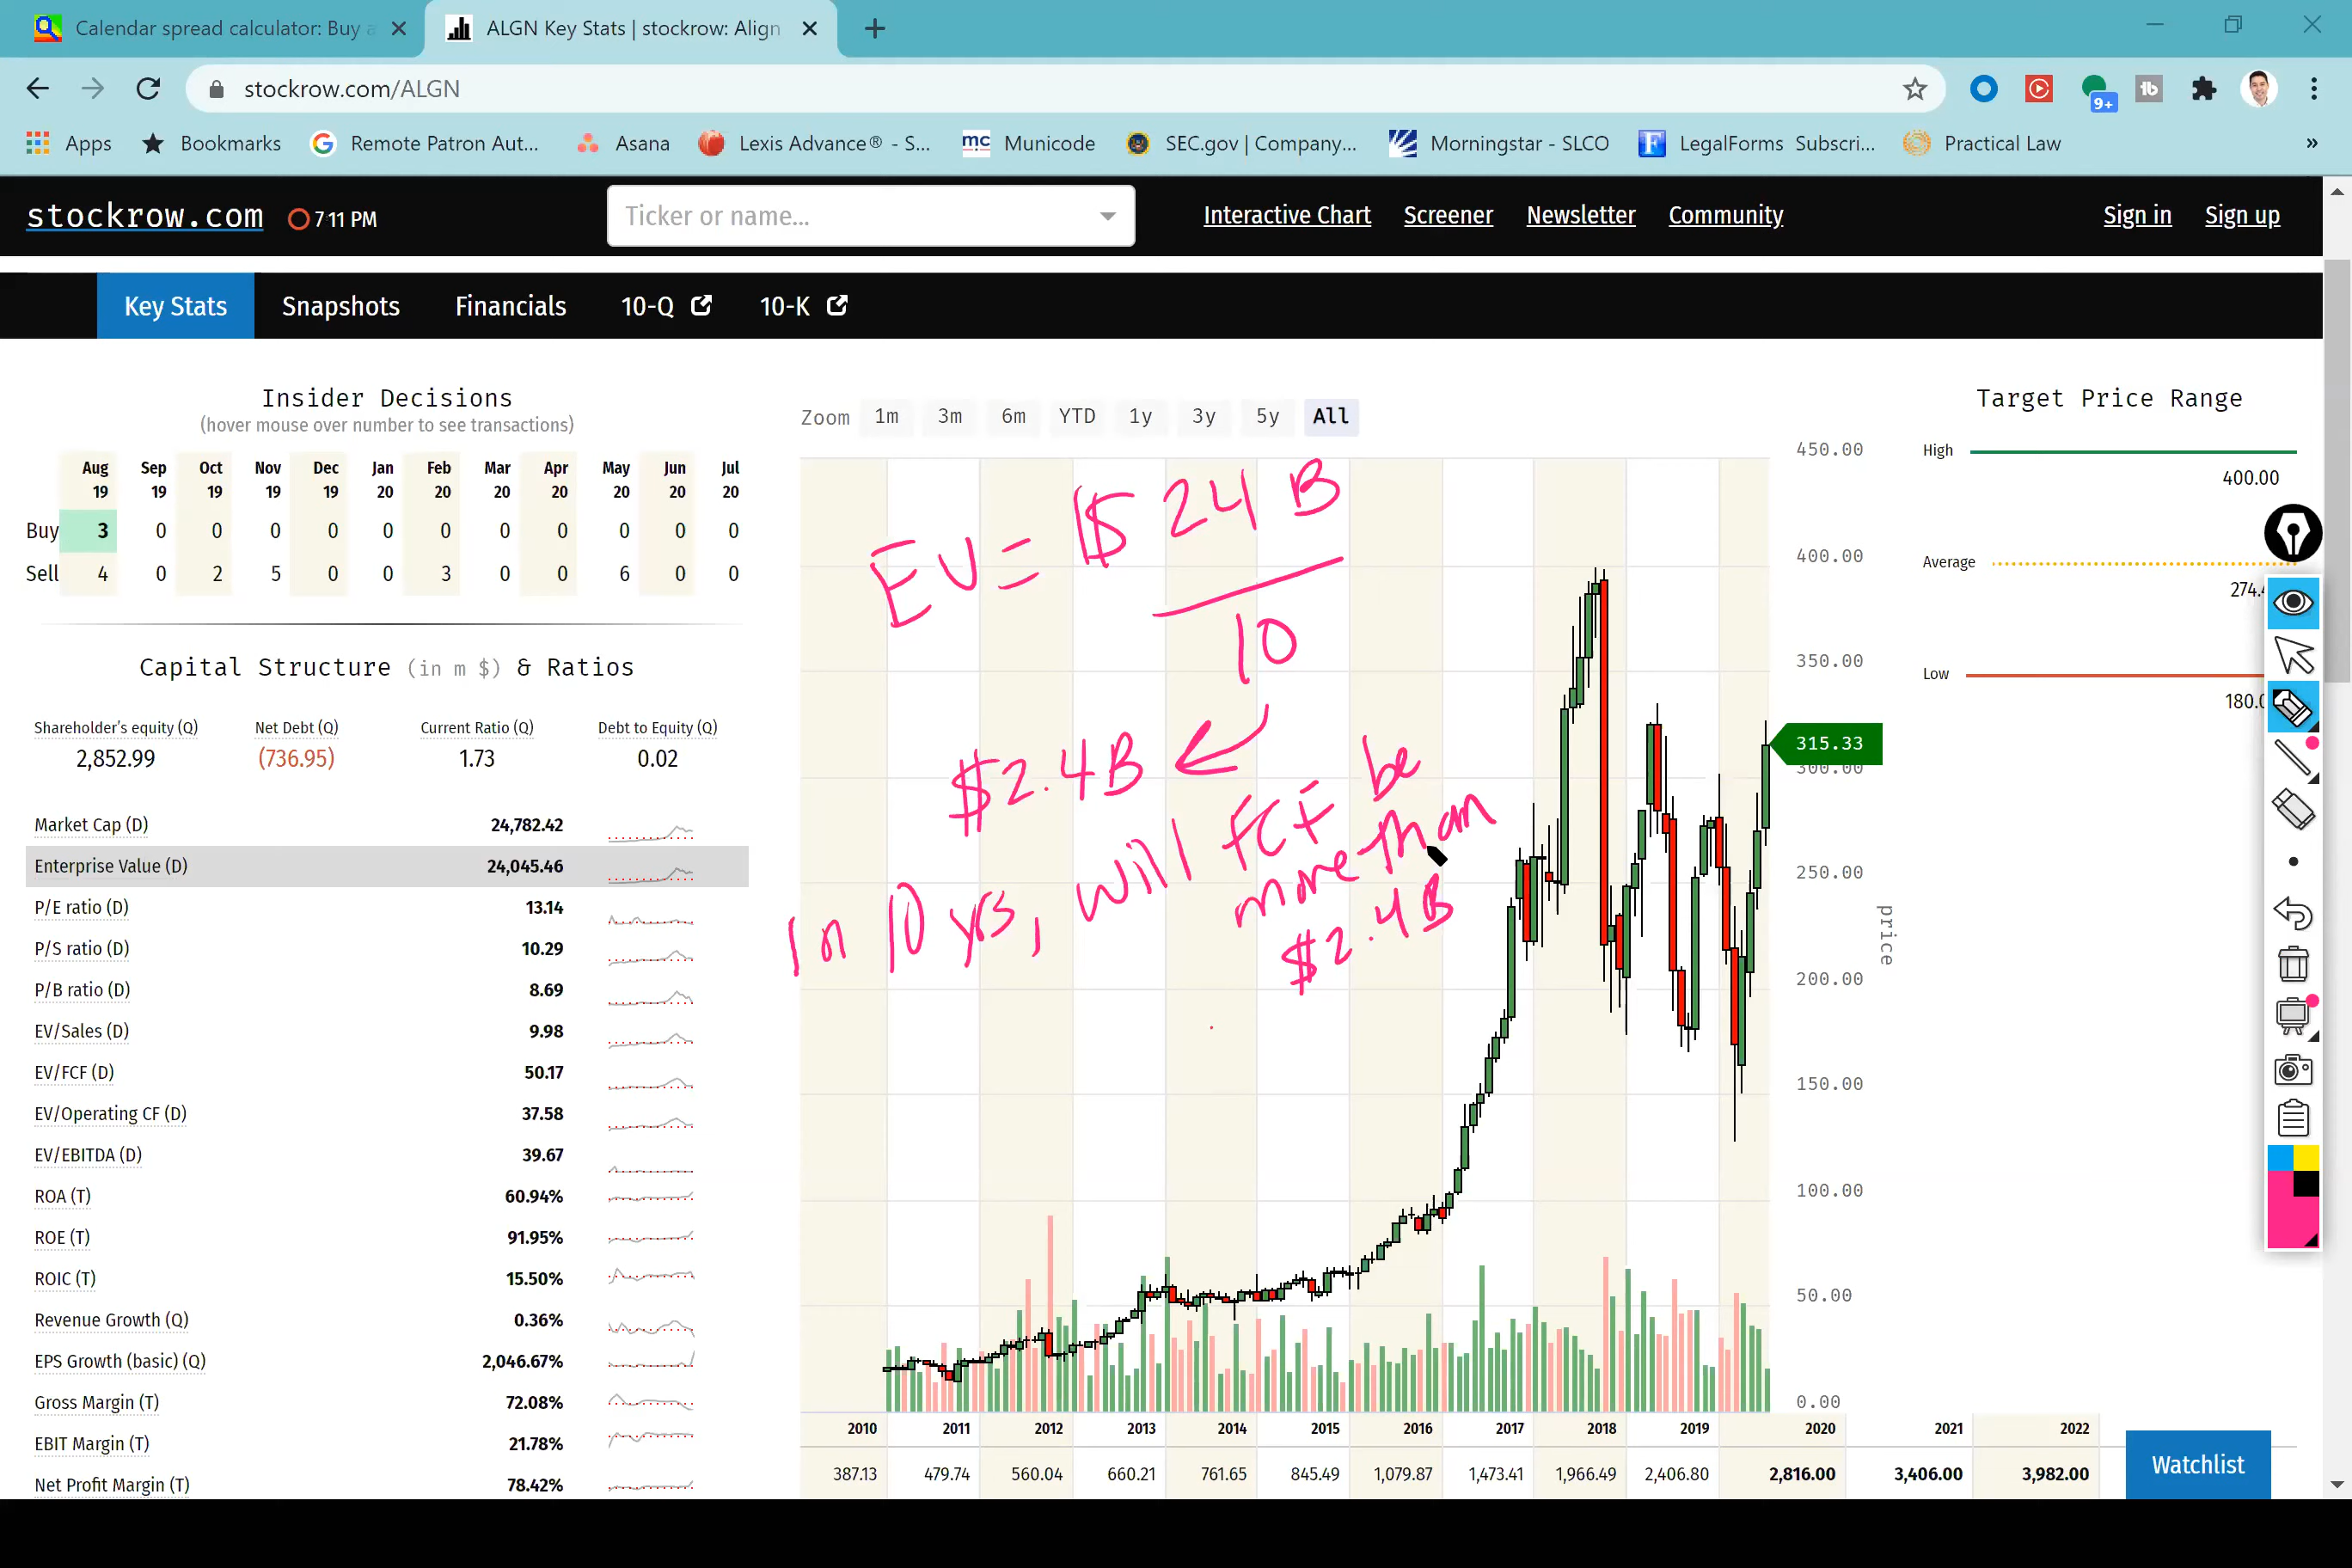 Calendar spread calculator: Buy a
ALGN Key Stats | stockrow: Align
stockrow.com/ALGN
9+
Apps
Bookmarks
Remote Patron Aut...
Asana
Lexis Advance® - S...
mc Municode
SEC.gov | Company...
Morningstar - SLCO
F LegalForms Subscri...
Practical Law
»
stockrow.com 7:11 PM
Ticker or name...
Interactive Chart Screener Newsletter Community
Sign in Sign up
Key Stats Snapshots Financials 10-Q 10-K
Insider Decisions
(hover mouse over number to see transactions)
Aug Sep Oct Nov Dec Jan Feb Mar Apr May Jun Jul
19 19 19 19 19 20 20 20 20 20 20 20
Buy 3 0 0 0 0 0 0 0 0 0 0 0
Sell 4 0 2 5 0 0 3 0 0 6 0 0
Capital Structure (in m $) & Ratios
Shareholder's equity (Q) Net Debt (Q) Current Ratio (Q) Debt to Equity (Q)
2,852.99 (736.95) 1.73 0.02
Market Cap (D) 24,782.42
Enterprise Value (D) 24,045.46
P/E ratio (D) 13.14
P/S ratio (D) 10.29
P/B ratio (D) 8.69
EV/Sales (D) 9.98
EV/FCF (D) 50.17
EV/Operating CF (D) 37.58
EV/EBITDA (D) 39.67
ROA (T) 60.94%
ROE (T) 91.95%
ROIC (T) 15.50%
Revenue Growth (Q) 0.36%
EPS Growth (basic) (Q) 2,046.67%
Gross Margin (T) 72.08%
EBIT Margin (T) 21.78%
Net Profit Margin (T) 78.42%
Zoom 1m 3m 6m YTD 1y 3y 5y All
EV = $24B
10
$2.4B
In 10 yrs, will FCF be
more than
$2.4B
450.00
400.00
350.00
315.33
300.00
250.00
200.00
150.00
100.00
50.00
0.00
price
2010 2011 2012 2013 2014 2015 2016 2017 2018 2019 2020 2021 2022
387.13 479.74 560.04 660.21 761.65 845.49 1,079.87 1,473.41 1,966.49 2,406.80 2,816.00 3,406.00 3,982.00
Target Price Range
High
400.00
Average
274.
Low
180.0
Watchlist